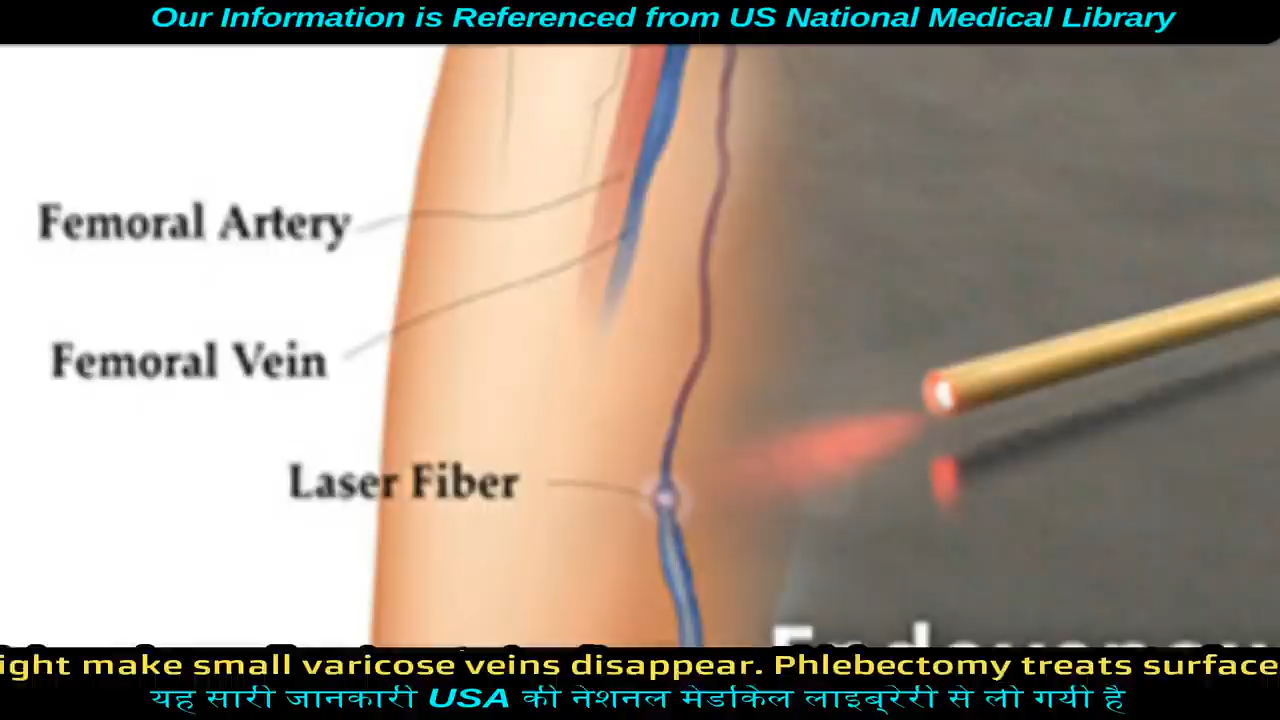 Our Information is Referenced from US National Medical Library
Femoral Artery
Femoral Vein
Laser Fiber
ight make small varicose veins disappear. Phlebectomy treats surface
यह सारी जानकारी USA की नेशनल मेडकिल लाइब्रेरी से ली गयी है